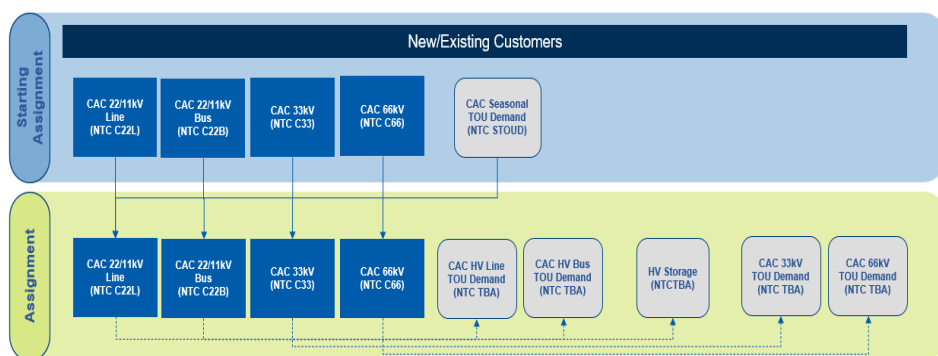 New/Existing Customers
Starting
Assignment
CAC 22/11kV
Line
(NTC C22L)
CAC 22/11kV
Bus
(NTC C22B)
CAC 33kV
(NTC C33)
CAC 66kV
(NTC C66)
CAC Seasonal
TOU Demand
(NTC STOUD)
Assignment
CAC 22/11kV
Line
(NTC C22L)
CAC 22/11kV
Bus
(NTC C22B)
CAC 33kV
(NTC C33)
CAC 66kV
(NTC C66)
CAC HV Line
TOU Demand
(NTC TBA)
CAC HV Bus
TOU Demand
(NTC TBA)
HV Storage
(NTCTBA)
CAC 33kV
TOU Demand
(NTC TBA)
CAC 66kV
TOU Demand
(NTC TBA)